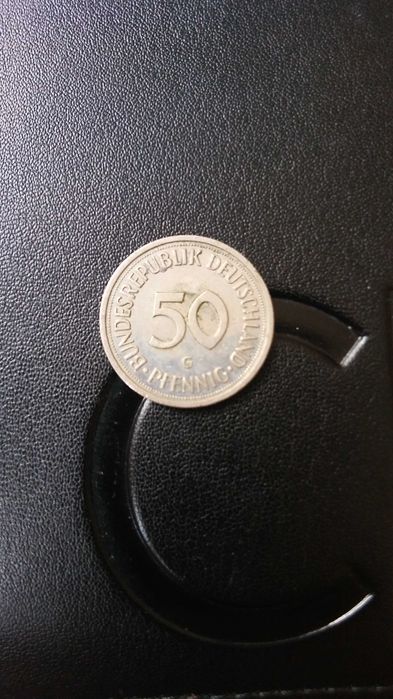 BUNDESREPUBLIK DEUTSCHLAND
50
G
· PFENNIG ·